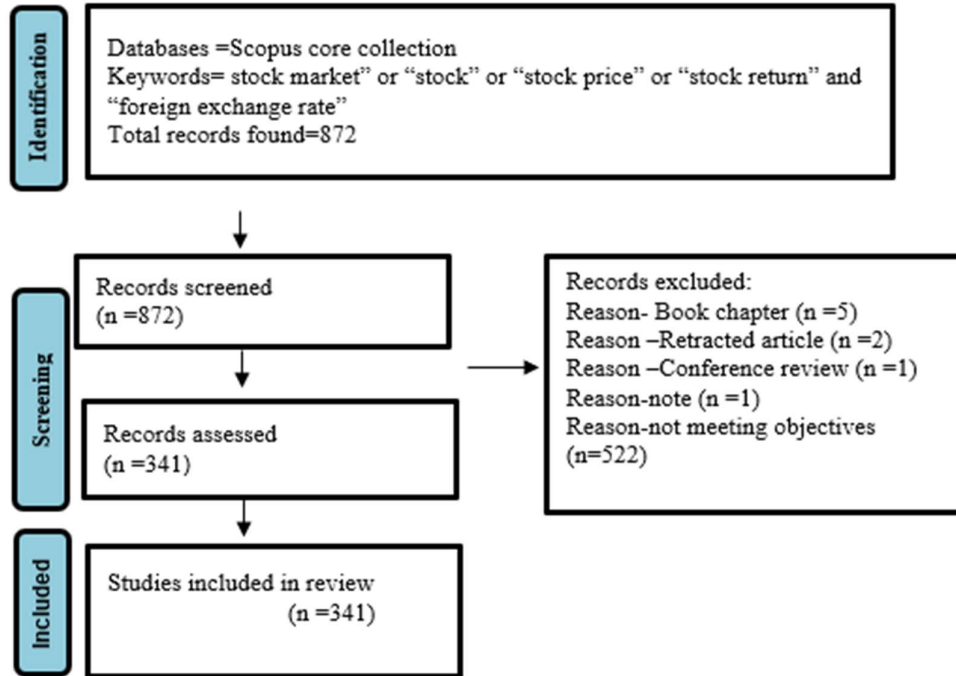 Identification
Databases =Scopus core collection
Keywords= stock market” or “stock” or “stock price” or “stock return” and
“foreign exchange rate”
Total records found=872
Screening
Records screened
(n =872)
Records excluded:
Reason- Book chapter (n =5)
Reason –Retracted article (n =2)
Reason –Conference review (n =1)
Reason-note (n =1)
Reason-not meeting objectives
(n=522)
Records assessed
(n =341)
Included
Studies included in review
(n =341)